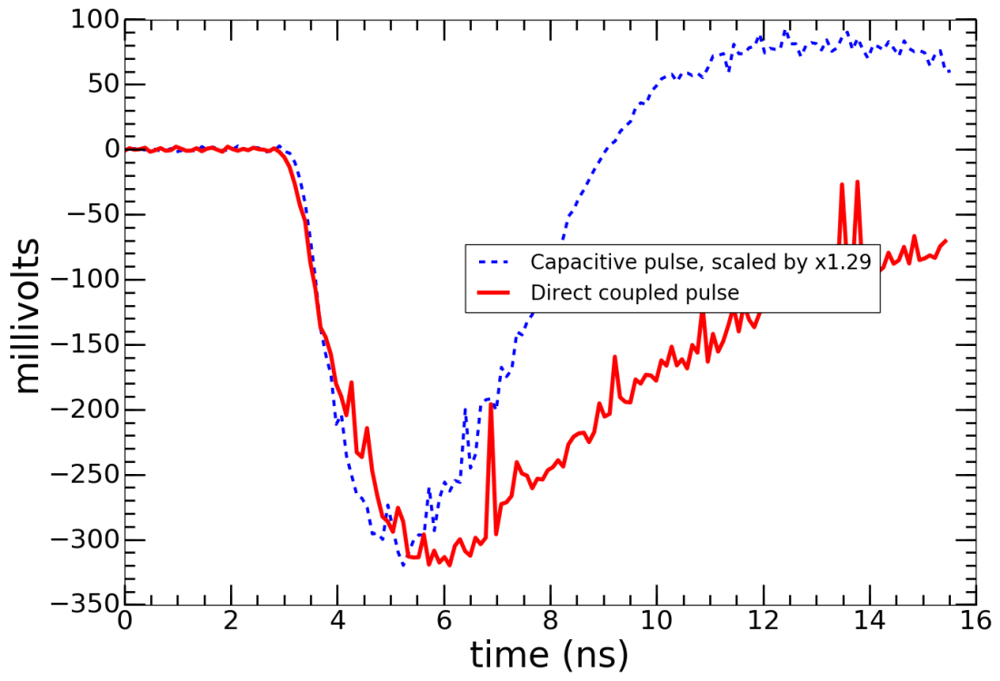 100
50
0
−50
−100
−150
−200
−250
−300
−350
millivolts
Capacitive pulse, scaled by x1.29
Direct coupled pulse
0 2 4 6 8 10 12 14 16
time (ns)